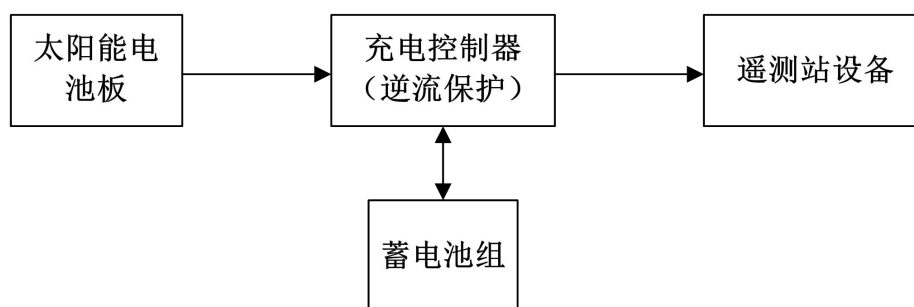 太阳能电
池板
充电控制器
（逆流保护）
遥测站设备
蓄电池组